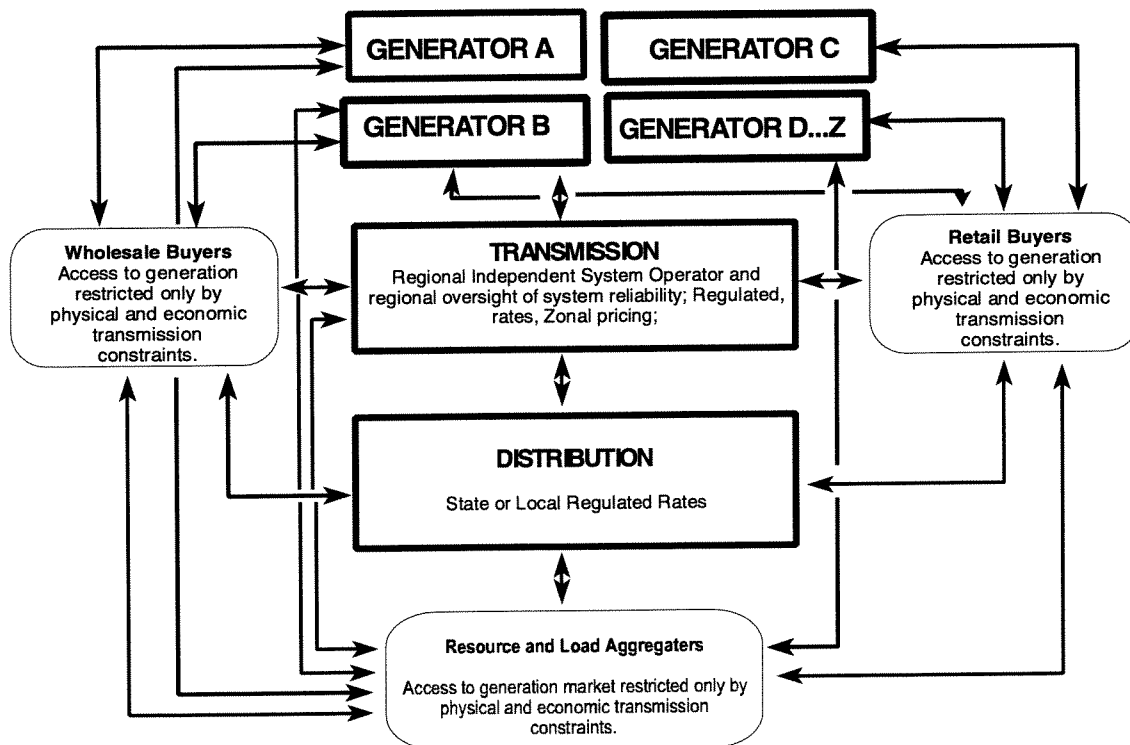 GENERATOR A
GENERATOR C
GENERATOR B
GENERATOR D...Z
Wholesale Buyers
Access to generation
restricted only by
physical and economic
transmission
constraints.
TRANSMISSION
Regional Independent System Operator and
regional oversight of system reliability; Regulated,
rates, Zonal pricing;
Retail Buyers
Access to generation
restricted only by
physical and economic
transmission
constraints.
DISTRIBUTION
State or Local Regulated Rates
Resource and Load Aggregaters
Access to generation market restricted only by
physical and economic transmission
constraints.